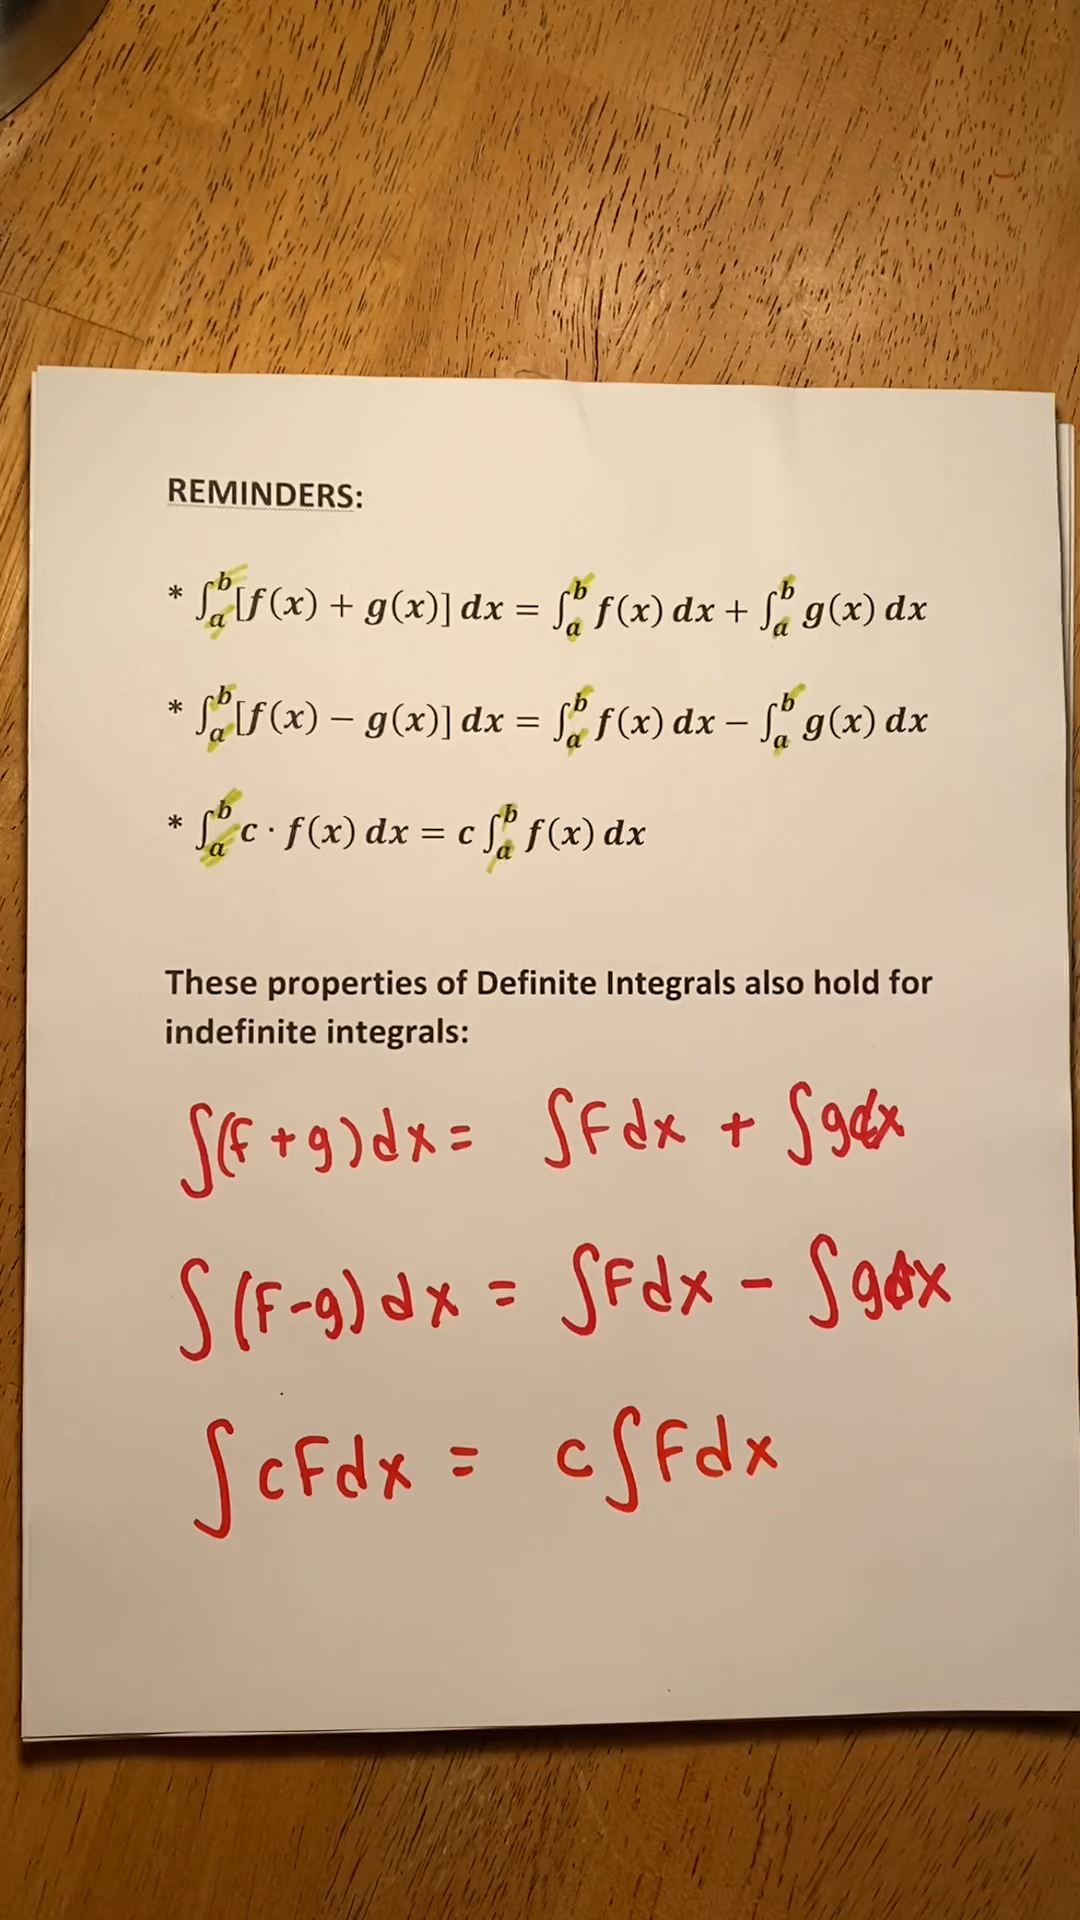 REMINDERS:
* ∫ₐᵇ[f(x) + g(x)] dx = ∫ₐᵇ f(x) dx + ∫ₐᵇ g(x) dx
* ∫ₐᵇ[f(x) − g(x)] dx = ∫ₐᵇ f(x) dx − ∫ₐᵇ g(x) dx
* ∫ₐᵇ c · f(x) dx = c ∫ₐᵇ f(x) dx
These properties of Definite Integrals also hold for
indefinite integrals:
∫(F + g) dx = ∫F dx + ∫g dx
∫(F - g) dx = ∫F dx - ∫g dx
∫cF dx = c∫F dx